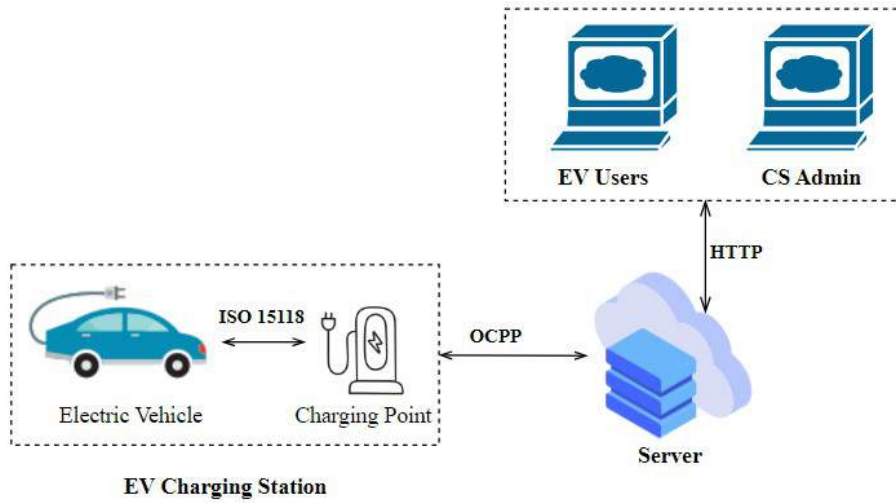 EV Users
CS Admin
HTTP
ISO 15118
OCPP
Electric Vehicle
Charging Point
Server
EV Charging Station